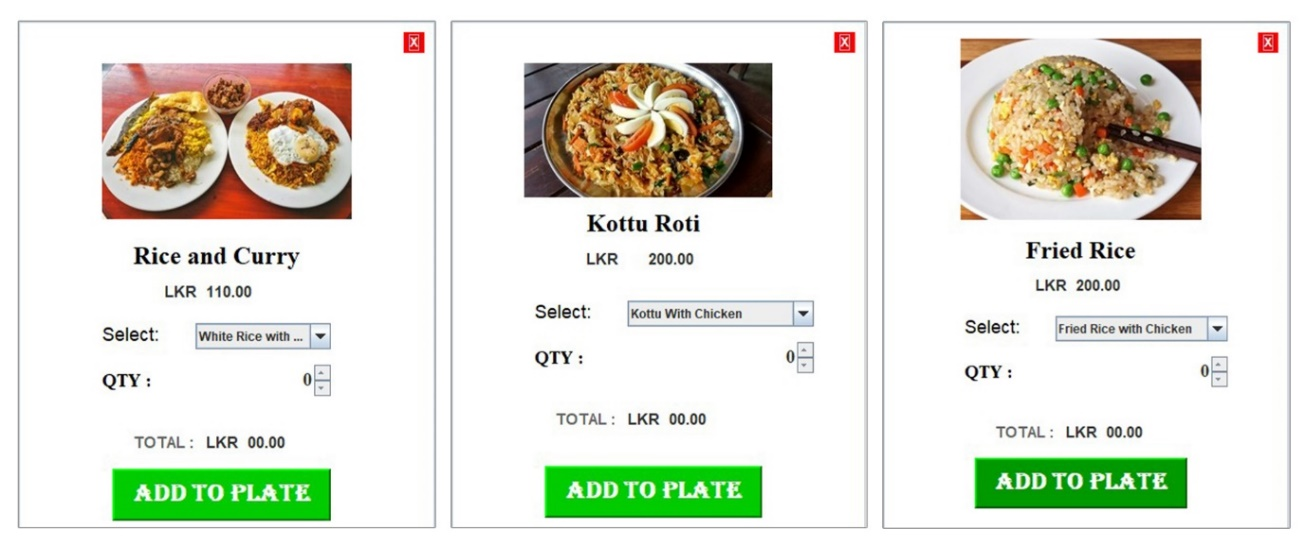 X
Rice and Curry
LKR 110.00
Select: White Rice with ...
QTY : 0
TOTAL : LKR 00.00
ADD TO PLATE
X
Kottu Roti
LKR 200.00
Select: Kottu With Chicken
QTY : 0
TOTAL : LKR 00.00
ADD TO PLATE
X
Fried Rice
LKR 200.00
Select: Fried Rice with Chicken
QTY : 0
TOTAL : LKR 00.00
ADD TO PLATE